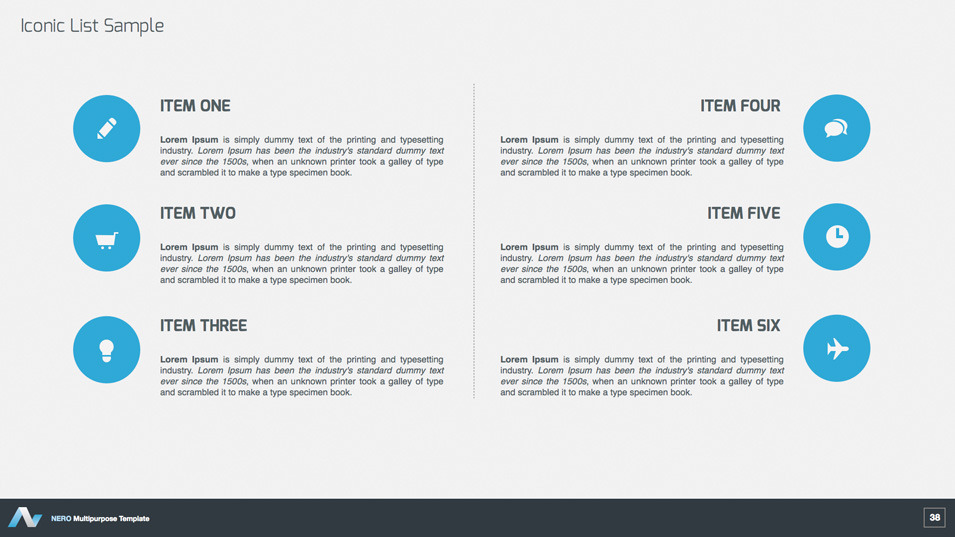 Iconic List Sample
ITEM ONE
Lorem Ipsum is simply dummy text of the printing and typesetting
industry. Lorem Ipsum has been the industry's standard dummy text
ever since the 1500s, when an unknown printer took a galley of type
and scrambled it to make a type specimen book.
ITEM TWO
Lorem Ipsum is simply dummy text of the printing and typesetting
industry. Lorem Ipsum has been the industry's standard dummy text
ever since the 1500s, when an unknown printer took a galley of type
and scrambled it to make a type specimen book.
ITEM THREE
Lorem Ipsum is simply dummy text of the printing and typesetting
industry. Lorem Ipsum has been the industry's standard dummy text
ever since the 1500s, when an unknown printer took a galley of type
and scrambled it to make a type specimen book.
ITEM FOUR
Lorem Ipsum is simply dummy text of the printing and typesetting
industry. Lorem Ipsum has been the industry's standard dummy text
ever since the 1500s, when an unknown printer took a galley of type
and scrambled it to make a type specimen book.
ITEM FIVE
Lorem Ipsum is simply dummy text of the printing and typesetting
industry. Lorem Ipsum has been the industry's standard dummy text
ever since the 1500s, when an unknown printer took a galley of type
and scrambled it to make a type specimen book.
ITEM SIX
Lorem Ipsum is simply dummy text of the printing and typesetting
industry. Lorem Ipsum has been the industry's standard dummy text
ever since the 1500s, when an unknown printer took a galley of type
and scrambled it to make a type specimen book.
NERO Multipurpose Template
38